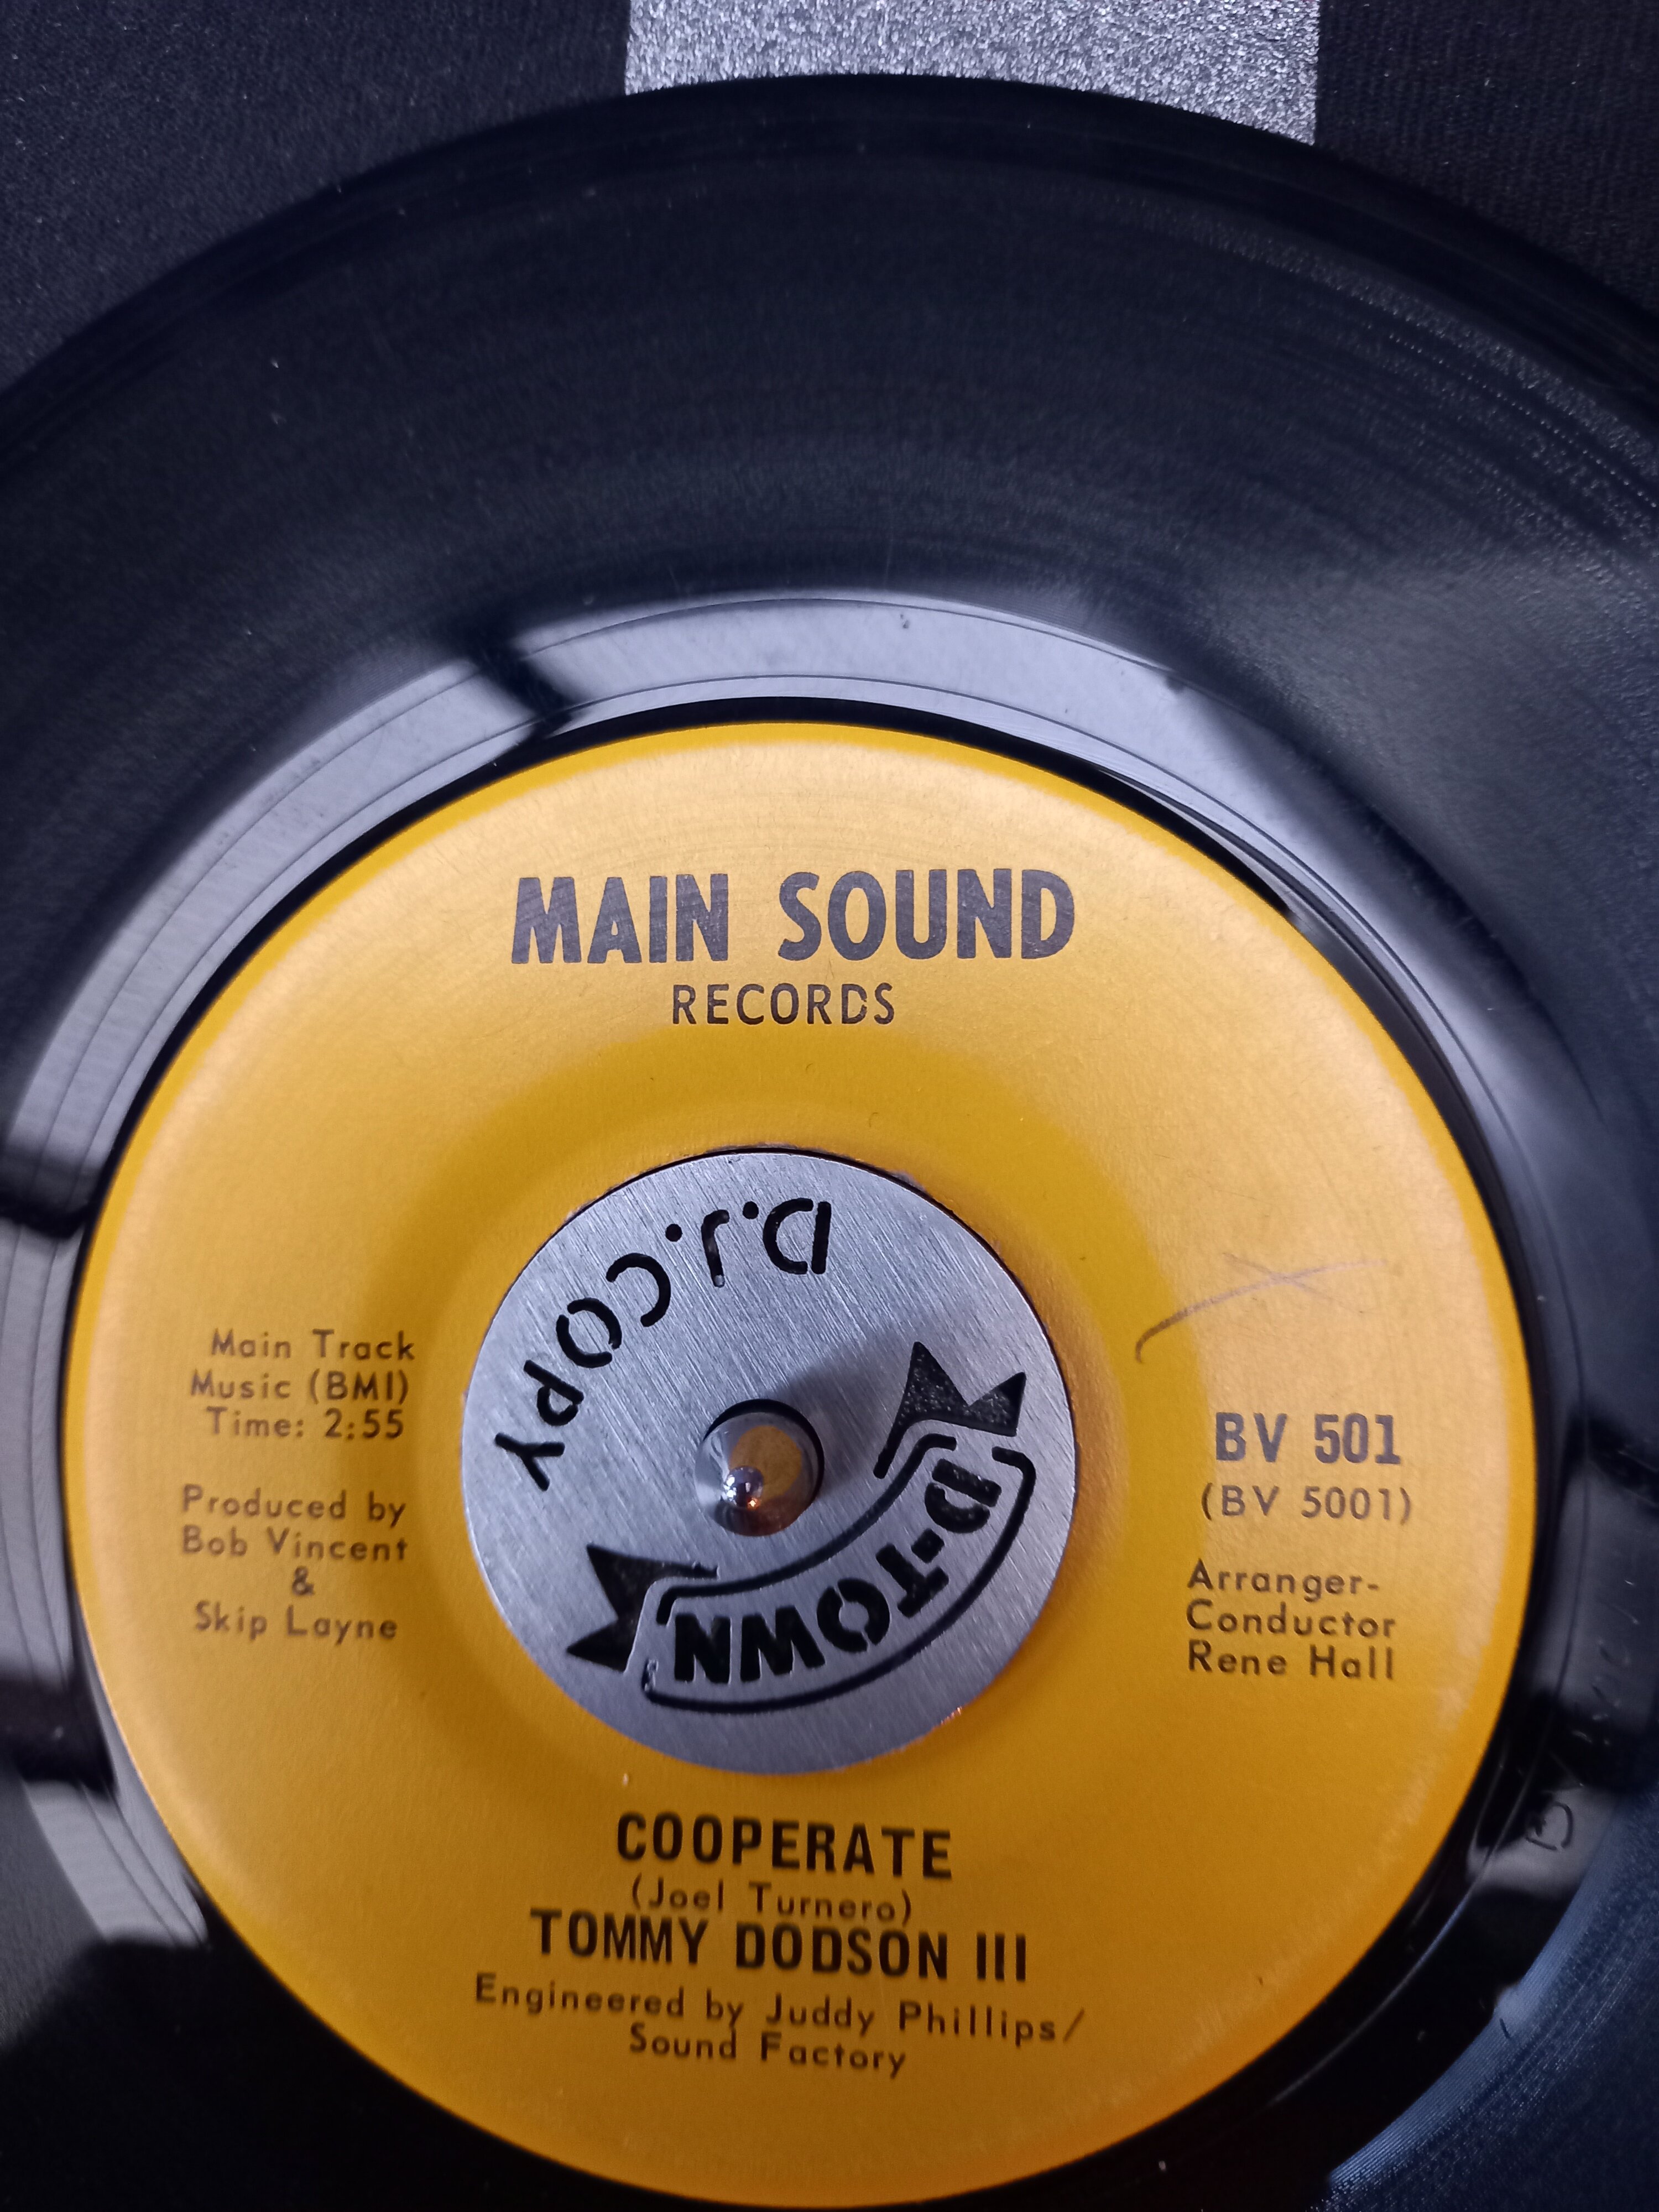 MAIN SOUND
RECORDS
D.J. COPY
D-TOWN
Main Track
Music (BMI)
Time: 2:55
Produced by
Bob Vincent
&
Skip Layne
BV 501
(BV 5001)
Arranger-
Conductor
Rene Hall
COOPERATE
(Joel Turnero)
TOMMY DODSON III
Engineered by Juddy Phillips/
Sound Factory